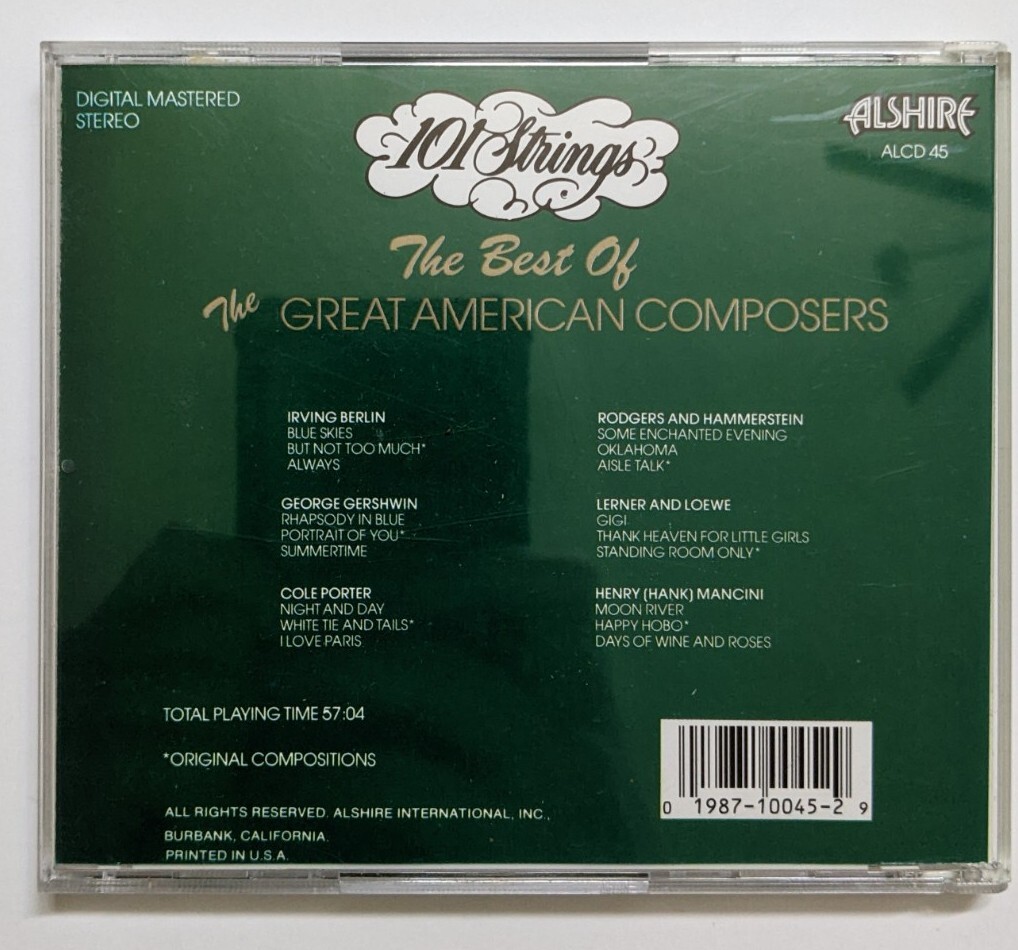 DIGITAL MASTERED
STEREO
101 Strings
ALSHIRE
ALCD 45
The Best Of
The GREAT AMERICAN COMPOSERS
IRVING BERLIN
BLUE SKIES
BUT NOT TOO MUCH*
ALWAYS
GEORGE GERSHWIN
RHAPSODY IN BLUE
PORTRAIT OF YOU*
SUMMERTIME
COLE PORTER
NIGHT AND DAY
WHITE TIE AND TAILS*
I LOVE PARIS
RODGERS AND HAMMERSTEIN
SOME ENCHANTED EVENING
OKLAHOMA
AISLE TALK*
LERNER AND LOEWE
GIGI
THANK HEAVEN FOR LITTLE GIRLS
STANDING ROOM ONLY*
HENRY (HANK) MANCINI
MOON RIVER
HAPPY HOBO*
DAYS OF WINE AND ROSES
TOTAL PLAYING TIME 57:04
*ORIGINAL COMPOSITIONS
ALL RIGHTS RESERVED. ALSHIRE INTERNATIONAL, INC.,
BURBANK, CALIFORNIA.
PRINTED IN U.S.A.
0 1987-10045-2 9